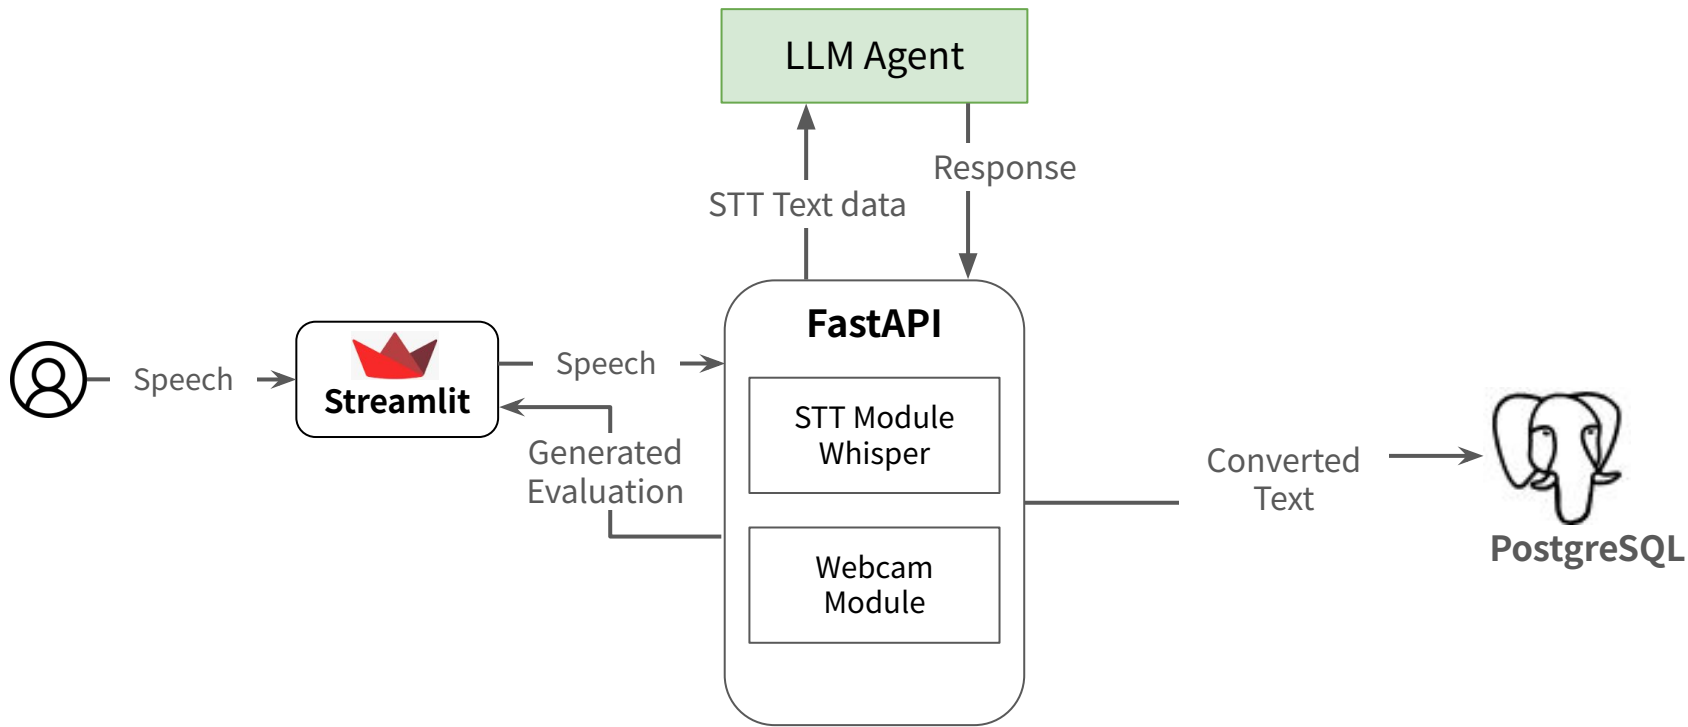 LLM Agent
Response
STT Text data
FastAPI
Speech
Streamlit
Speech
Generated
Evaluation
STT Module
Whisper
Webcam
Module
Converted
Text
PostgreSQL